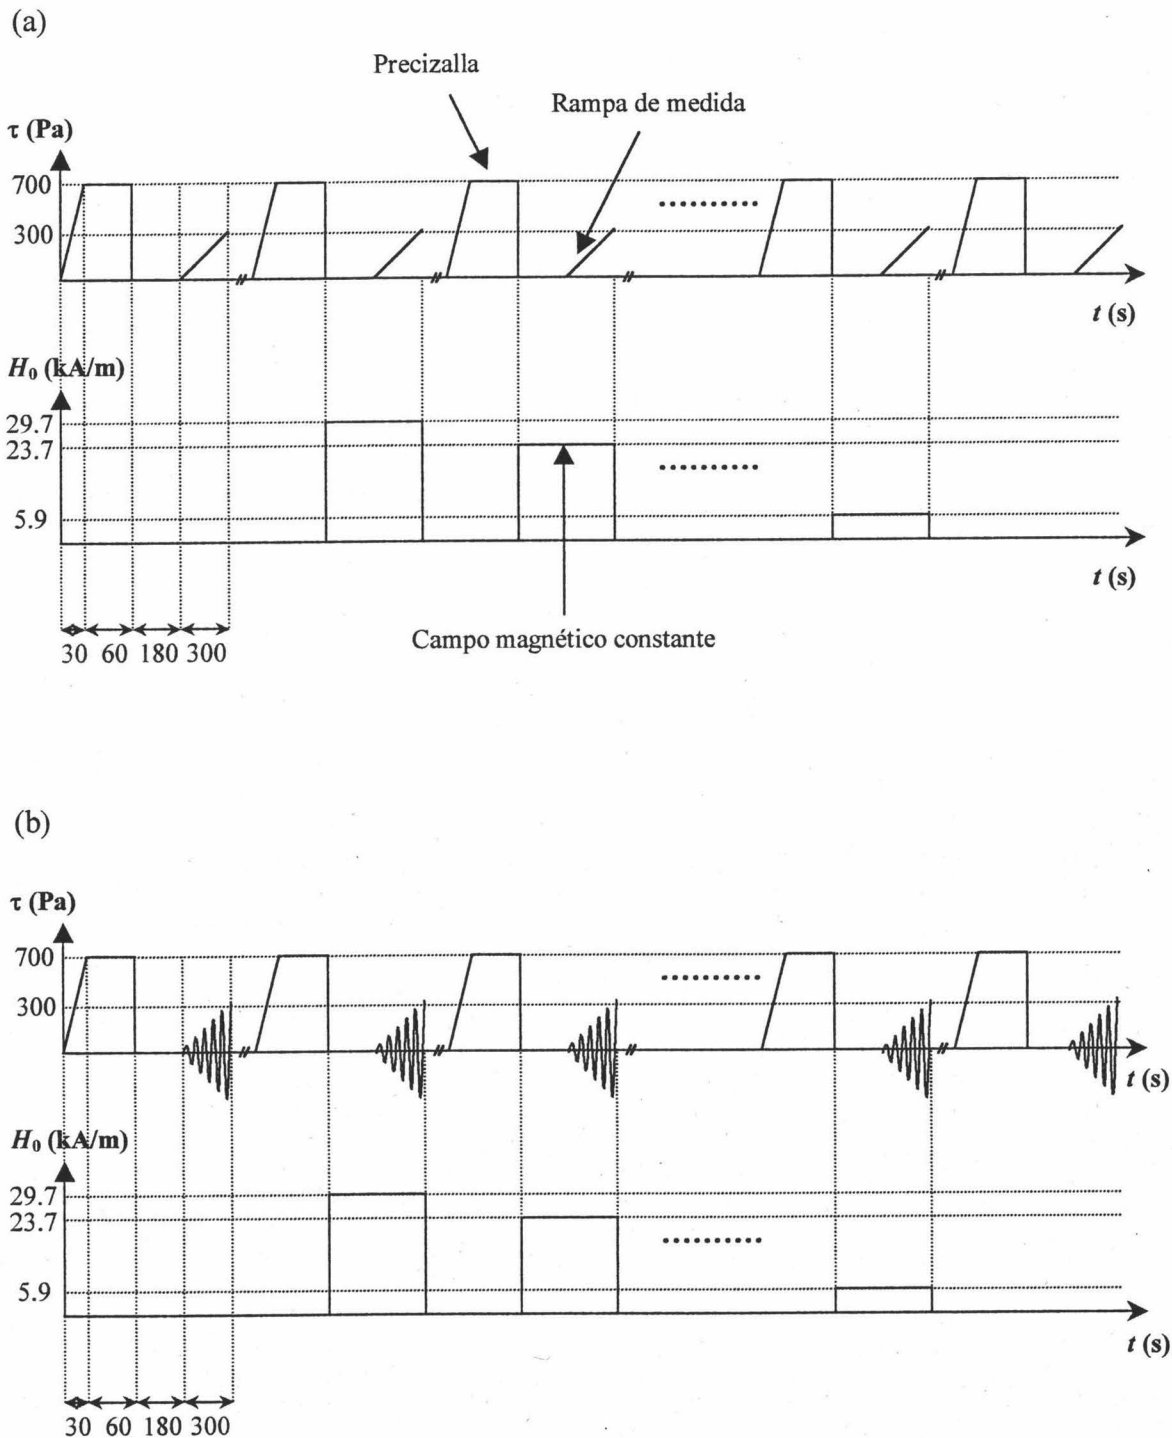 (a)
Precizalla
Rampa de medida
τ (Pa)
700
300
t (s)
H₀ (kA/m)
29.7
23.7
5.9
t (s)
Campo magnético constante
30 60 180 300
(b)
τ (Pa)
700
300
t (s)
H₀ (kA/m)
29.7
23.7
5.9
t (s)
30 60 180 300